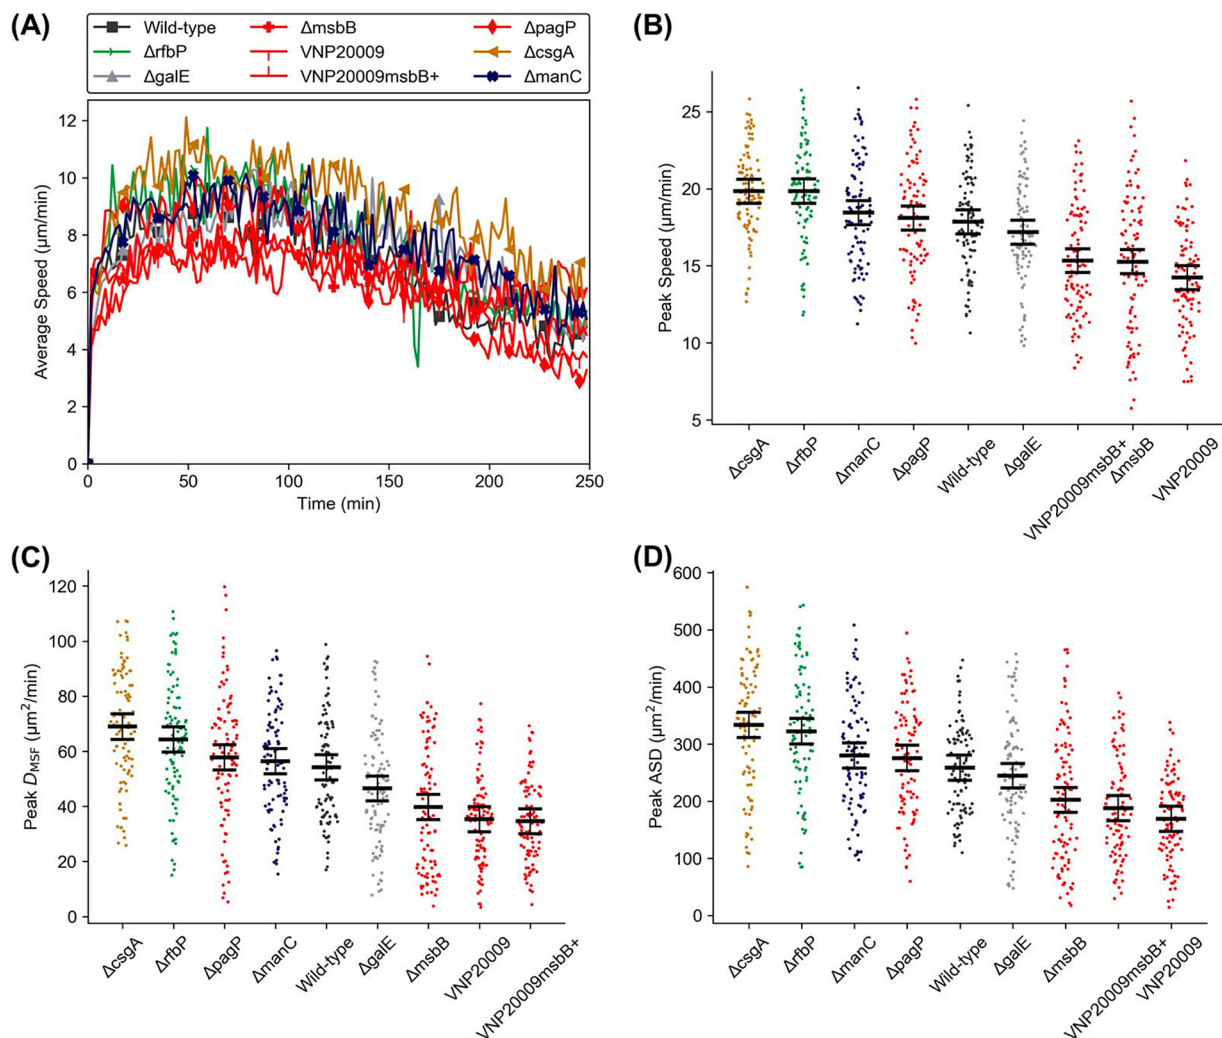 (A)
Wild-type ΔmsbB ΔpagP
ΔrfbP VNP20009 ΔcsgA
ΔgalE VNP20009msbB+ ΔmanC
Average Speed (μm/min)
12
10
8
6
4
2
0
0 50 100 150 200 250
Time (min)
(B)
Peak Speed (μm/min)
25
20
15
10
5
ΔcsgA ΔrfbP ΔmanC ΔpagP Wild-type ΔgalE VNP20009msbB+ ΔmsbB VNP20009
(C)
Peak DMSF (μm²/min)
120
100
80
60
40
20
0
ΔcsgA ΔrfbP ΔpagP ΔmanC Wild-type ΔgalE ΔmsbB VNP20009 VNP20009msbB+
(D)
Peak ASD (μm²/min)
600
500
400
300
200
100
0
ΔcsgA ΔrfbP ΔmanC ΔpagP Wild-type ΔgalE ΔmsbB VNP20009msbB+ VNP20009